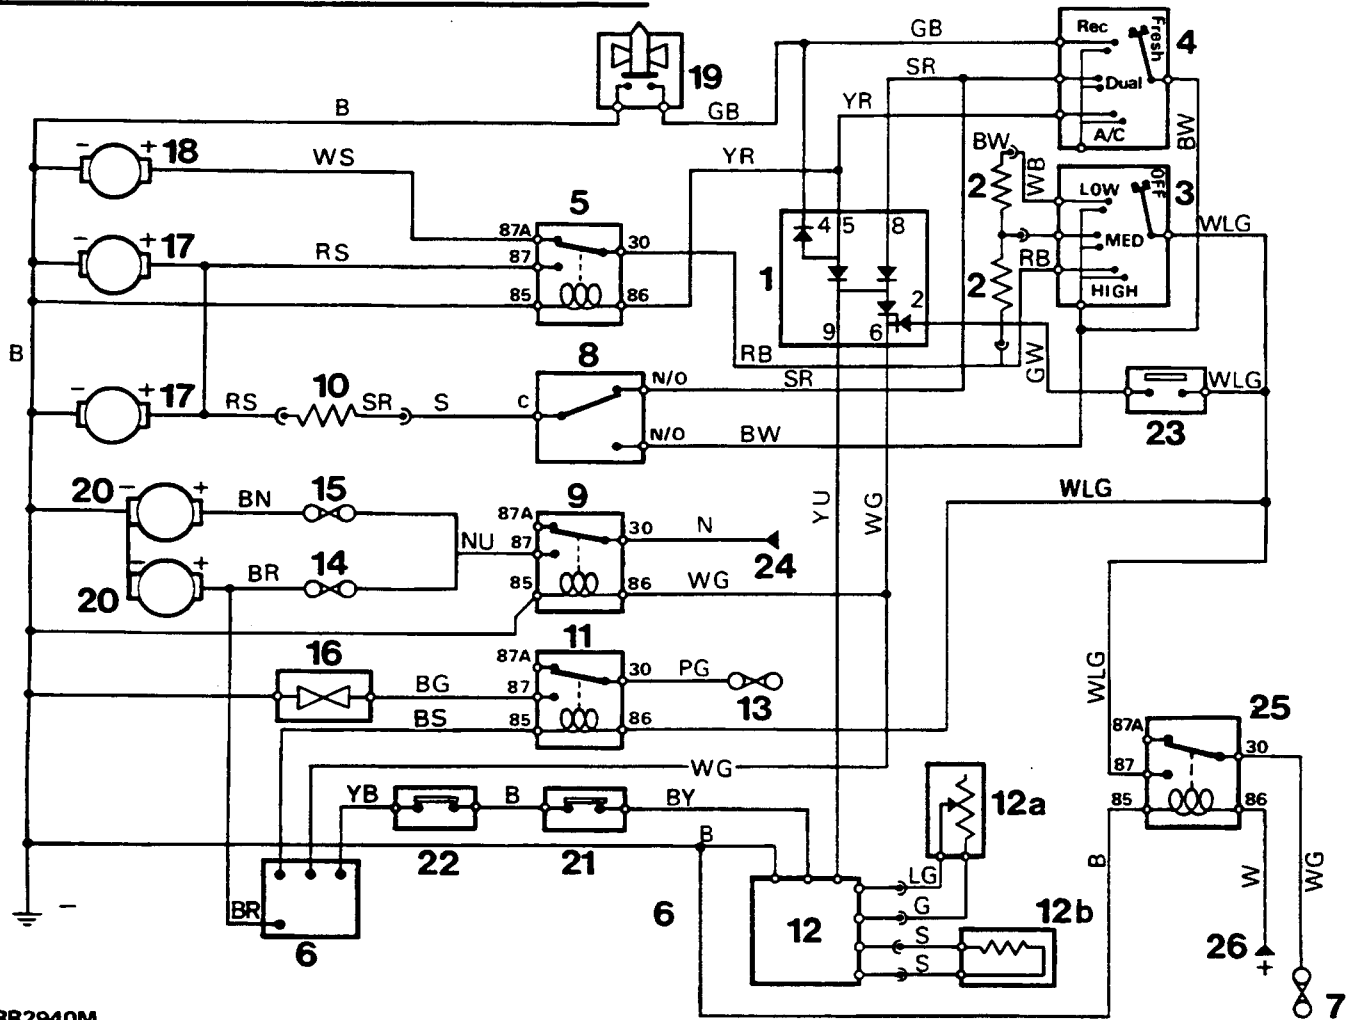 Rec
Fresh
4
GB
19
SR
Dual
B
GB
YR
A/C
BW
- + 18
WS
YR
BW
WB
2
LOW
OFF
3
5
87A
30
4 5 8
MED
WLG
- + 17
RS
87
RB
1
2
2
HIGH
85
86
9 6
B
8
RB
GW
N/O
SR
- + 17
RS
10
SR
S
C
WLG
N/O
BW
23
20 - +
BN
15
9
WLG
87A
30
N
YU
WG
NU
87
24
- +
BR
14
85
86
WG
20
11
16
87A
30
PG
WLG
BG
87
13
25
BS
85
86
87A
30
WG
87
YB
B
BY
12a
85
86
B
22
21
LG
B
W
WG
G
12b
BR
6
12
S
-
S
26
+
6
7
RR2940M